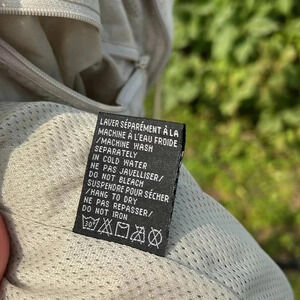 LAVER SÉPARÉMENT À LA
MACHINE À L'EAU FROIDE
/MACHINE WASH
SEPARATELY
IN COLD WATER
NE PAS JAVELLISER/
DO NOT BLEACH
SUSPENDRE POUR SÉCHER
/HANG TO DRY
NE PAS REPASSER/
DO NOT IRON